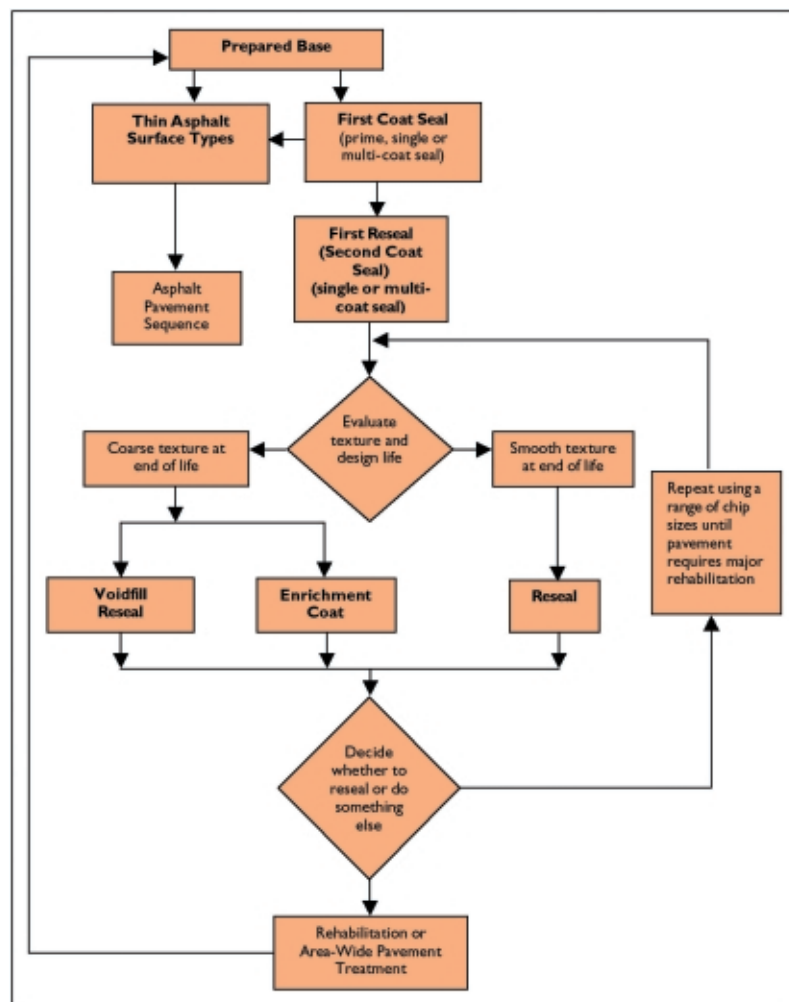 Prepared Base
Thin Asphalt
Surface Types
First Coat Seal
(prime, single or
multi-coat seal)
First Reseal
(Second Coat
Seal)
(single or multi-
coat seal)
Asphalt
Pavement
Sequence
Evaluate
texture and
design life
Coarse texture at
end of life
Smooth texture
at end of life
Repeat using a
range of chip
sizes until
pavement
requires major
rehabilitation
Voidfill
Reseal
Enrichment
Coat
Reseal
Decide
whether to
reseal or do
something
else
Rehabilitation or
Area-Wide Pavement
Treatment